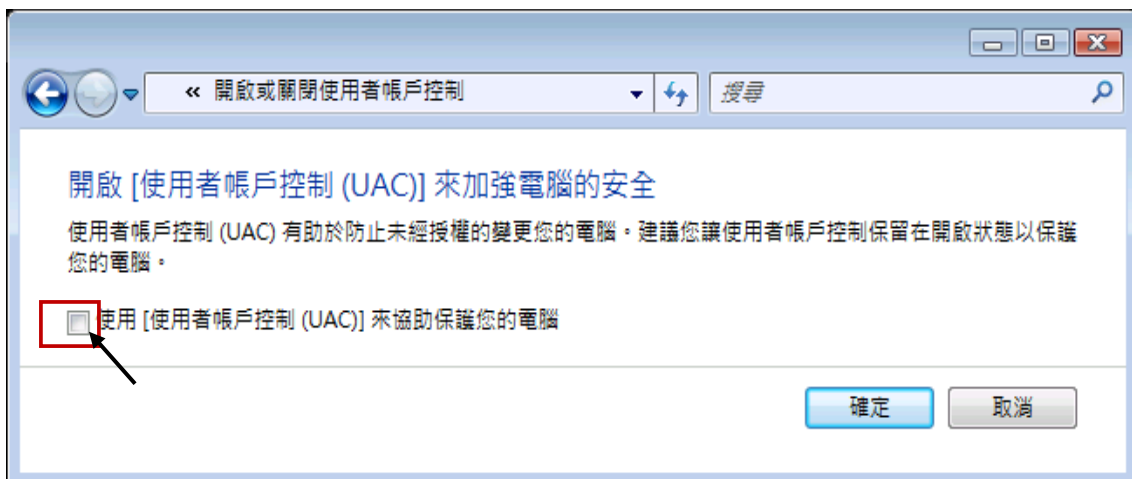 « 開啟或關閉使用者帳戶控制
搜尋
開啟 [使用者帳戶控制 (UAC)] 來加強電腦的安全
使用者帳戶控制 (UAC) 有助於防止未經授權的變更您的電腦。建議您讓使用者帳戶控制保留在開啟狀態以保護
您的電腦。
使用 [使用者帳戶控制 (UAC)] 來協助保護您的電腦
確定
取消